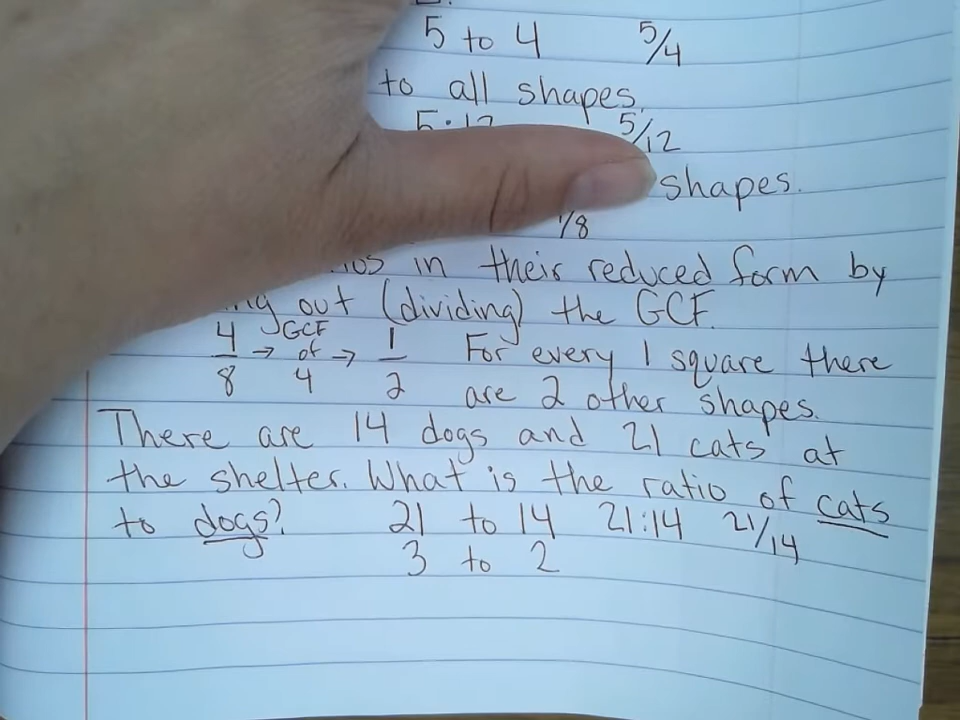 5 to 4 5/4
to all shapes.
5/12
shapes.
1/8
in their reduced form by
out (dividing) the GCF.
4/8 → GCF of 4 → 1/2 For every 1 square there
are 2 other shapes.
There are 14 dogs and 21 cats at
the shelter. What is the ratio of cats
to dogs? 21 to 14 21:14 21/14
3 to 2